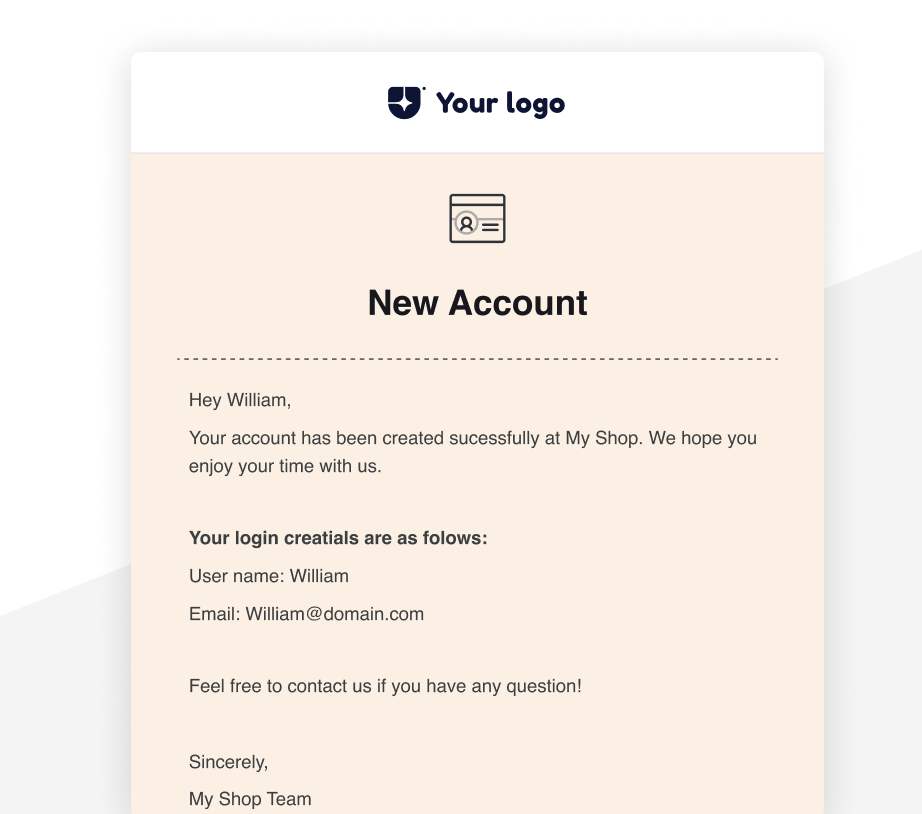 Your logo
New Account
Hey William,
Your account has been created sucessfully at My Shop. We hope you
enjoy your time with us.
Your login creatials are as folows:
User name: William
Email: William@domain.com
Feel free to contact us if you have any question!
Sincerely,
My Shop Team